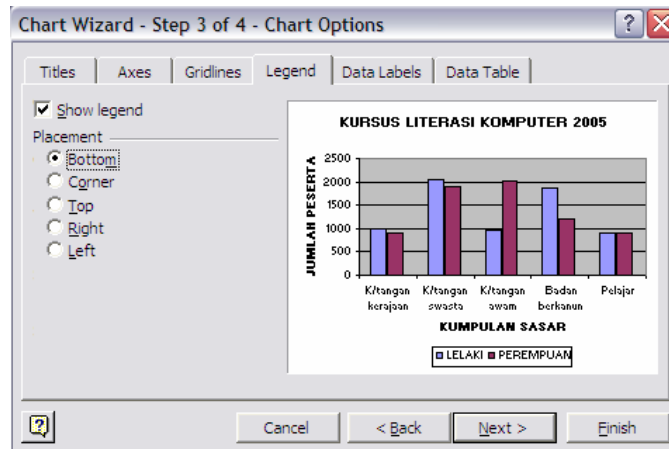 Chart Wizard - Step 3 of 4 - Chart Options
Titles Axes Gridlines Legend Data Labels Data Table
Show legend
Placement
Bottom
Corner
Top
Right
Left
KURSUS LITERASI KOMPUTER 2005
JUMLAH PESERTA
2500
2000
1500
1000
500
0
K/tangan kerajaan
K/tangan swasta
K/tangan awam
Badan berkanun
Pelajar
KUMPULAN SASAR
LELAKI PEREMPUAN
Cancel < Back Next > Finish